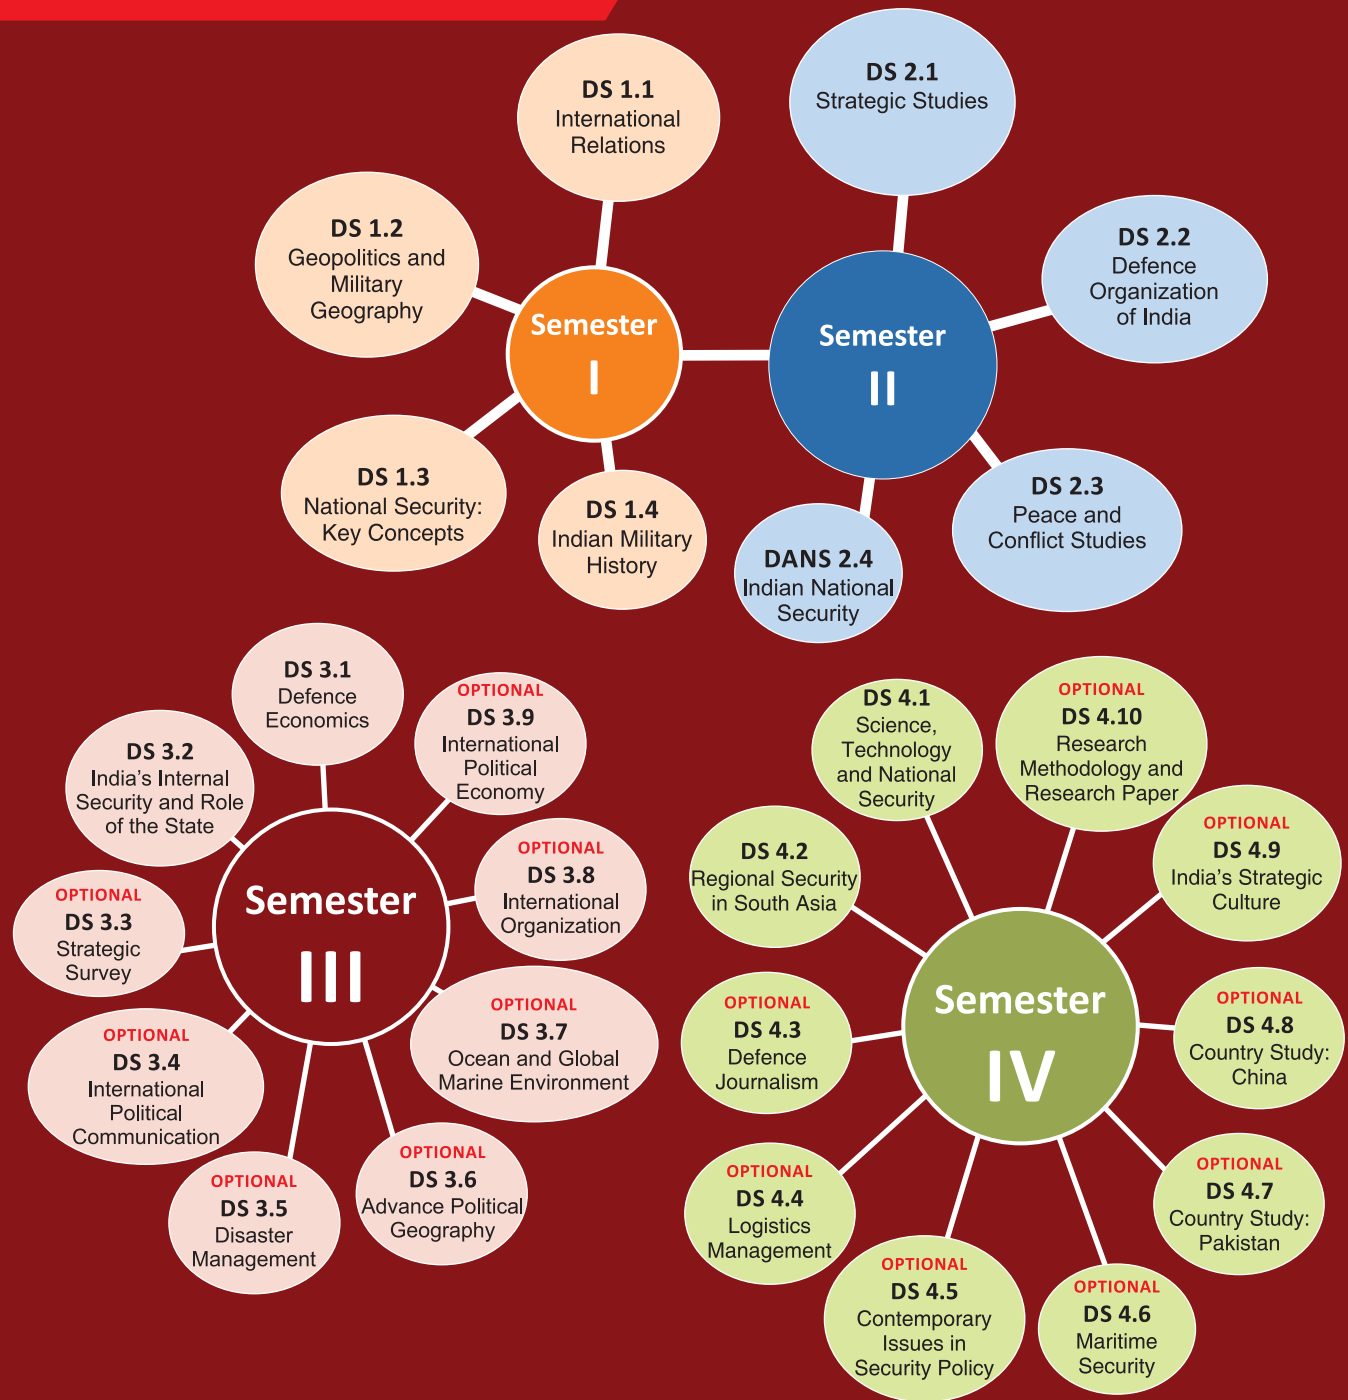 DS 1.1
International
Relations
DS 1.2
Geopolitics and
Military
Geography
Semester
I
DS 1.3
National Security:
Key Concepts
DS 1.4
Indian Military
History
DS 2.1
Strategic Studies
DS 2.2
Defence
Organization
of India
Semester
II
DS 2.3
Peace and
Conflict Studies
DANS 2.4
Indian National
Security
DS 3.1
Defence
Economics
DS 3.2
India’s Internal
Security and Role
of the State
OPTIONAL
DS 3.3
Strategic
Survey
OPTIONAL
DS 3.4
International
Political
Communication
OPTIONAL
DS 3.5
Disaster
Management
OPTIONAL
DS 3.6
Advance Political
Geography
OPTIONAL
DS 3.7
Ocean and Global
Marine Environment
OPTIONAL
DS 3.8
International
Organization
OPTIONAL
DS 3.9
International
Political
Economy
Semester
III
DS 4.1
Science,
Technology
and National
Security
DS 4.2
Regional Security
in South Asia
OPTIONAL
DS 4.3
Defence
Journalism
OPTIONAL
DS 4.4
Logistics
Management
OPTIONAL
DS 4.5
Contemporary
Issues in
Security Policy
OPTIONAL
DS 4.6
Maritime
Security
OPTIONAL
DS 4.7
Country Study:
Pakistan
OPTIONAL
DS 4.8
Country Study:
China
OPTIONAL
DS 4.9
India’s Strategic
Culture
OPTIONAL
DS 4.10
Research
Methodology and
Research Paper
Semester
IV